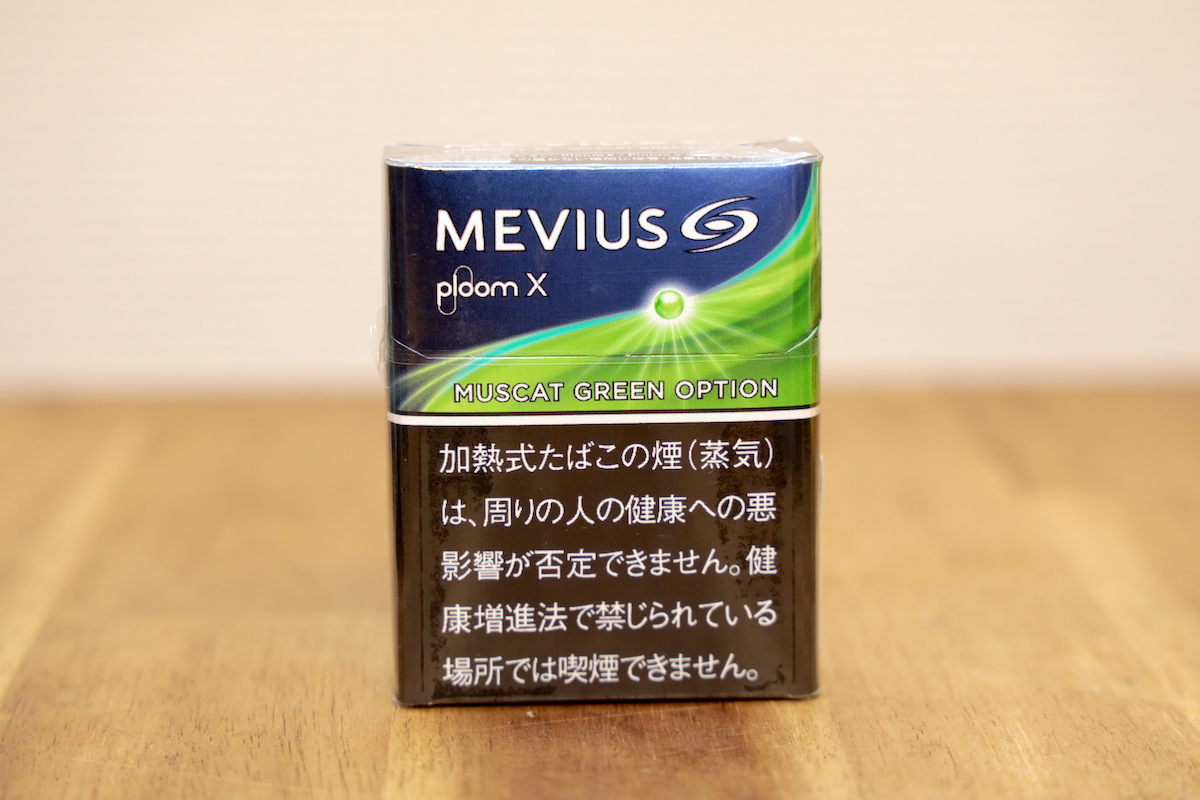 MEVIUS
ploom X
MUSCAT GREEN OPTION
加熱式たばこの煙（蒸気）
は、周りの人の健康への悪
影響が否定できません。健
康増進法で禁じられている
場所では喫煙できません。